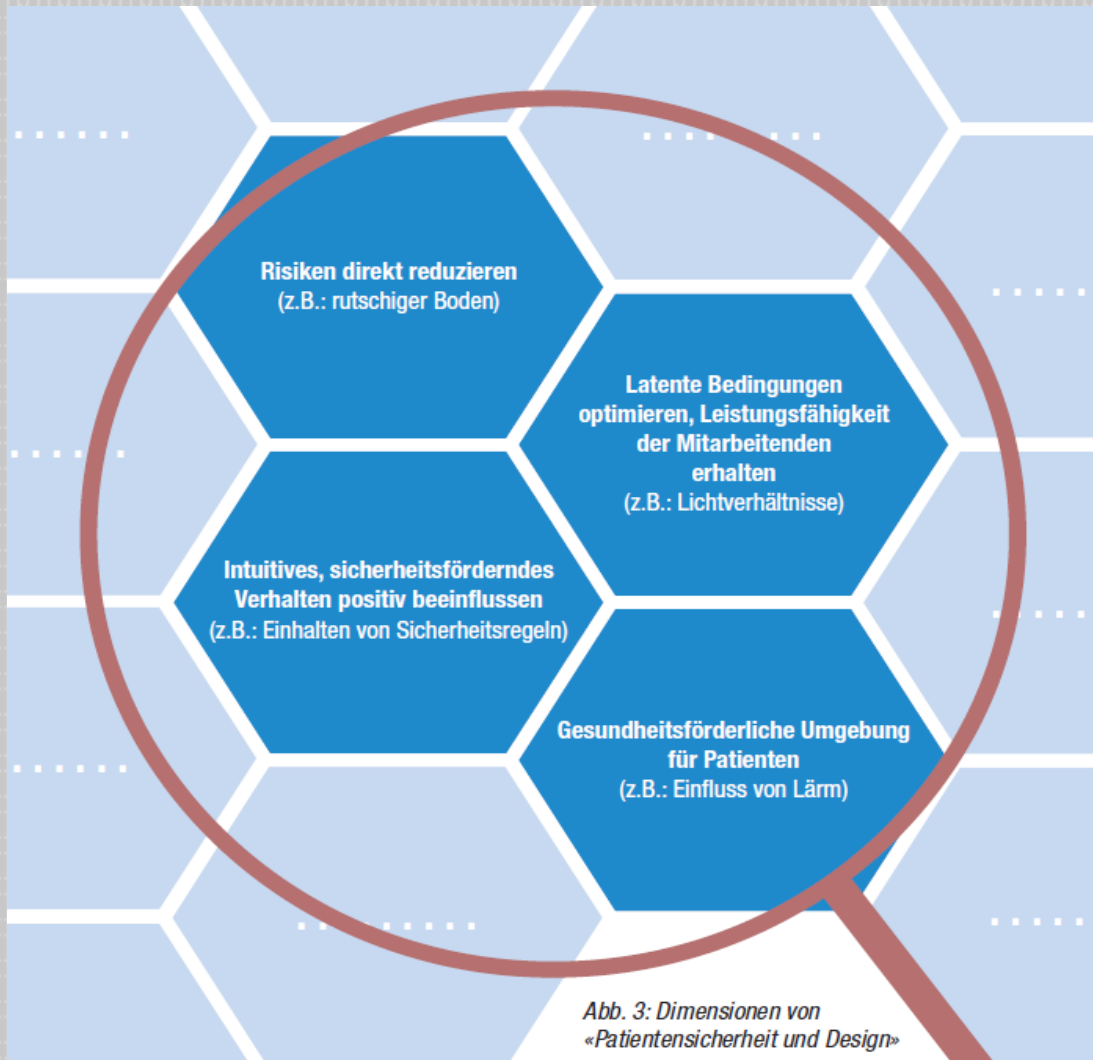 Risiken direkt reduzieren
(z.B.: rutschiger Boden)
Latente Bedingungen
optimieren, Leistungsfähigkeit
der Mitarbeitenden
erhalten
(z.B.: Lichtverhältnisse)
Intuitives, sicherheitsförderndes
Verhalten positiv beeinflussen
(z.B.: Einhalten von Sicherheitsregeln)
Gesundheitsförderliche Umgebung
für Patienten
(z.B.: Einfluss von Lärm)
Abb. 3: Dimensionen von
«Patientensicherheit und Design»